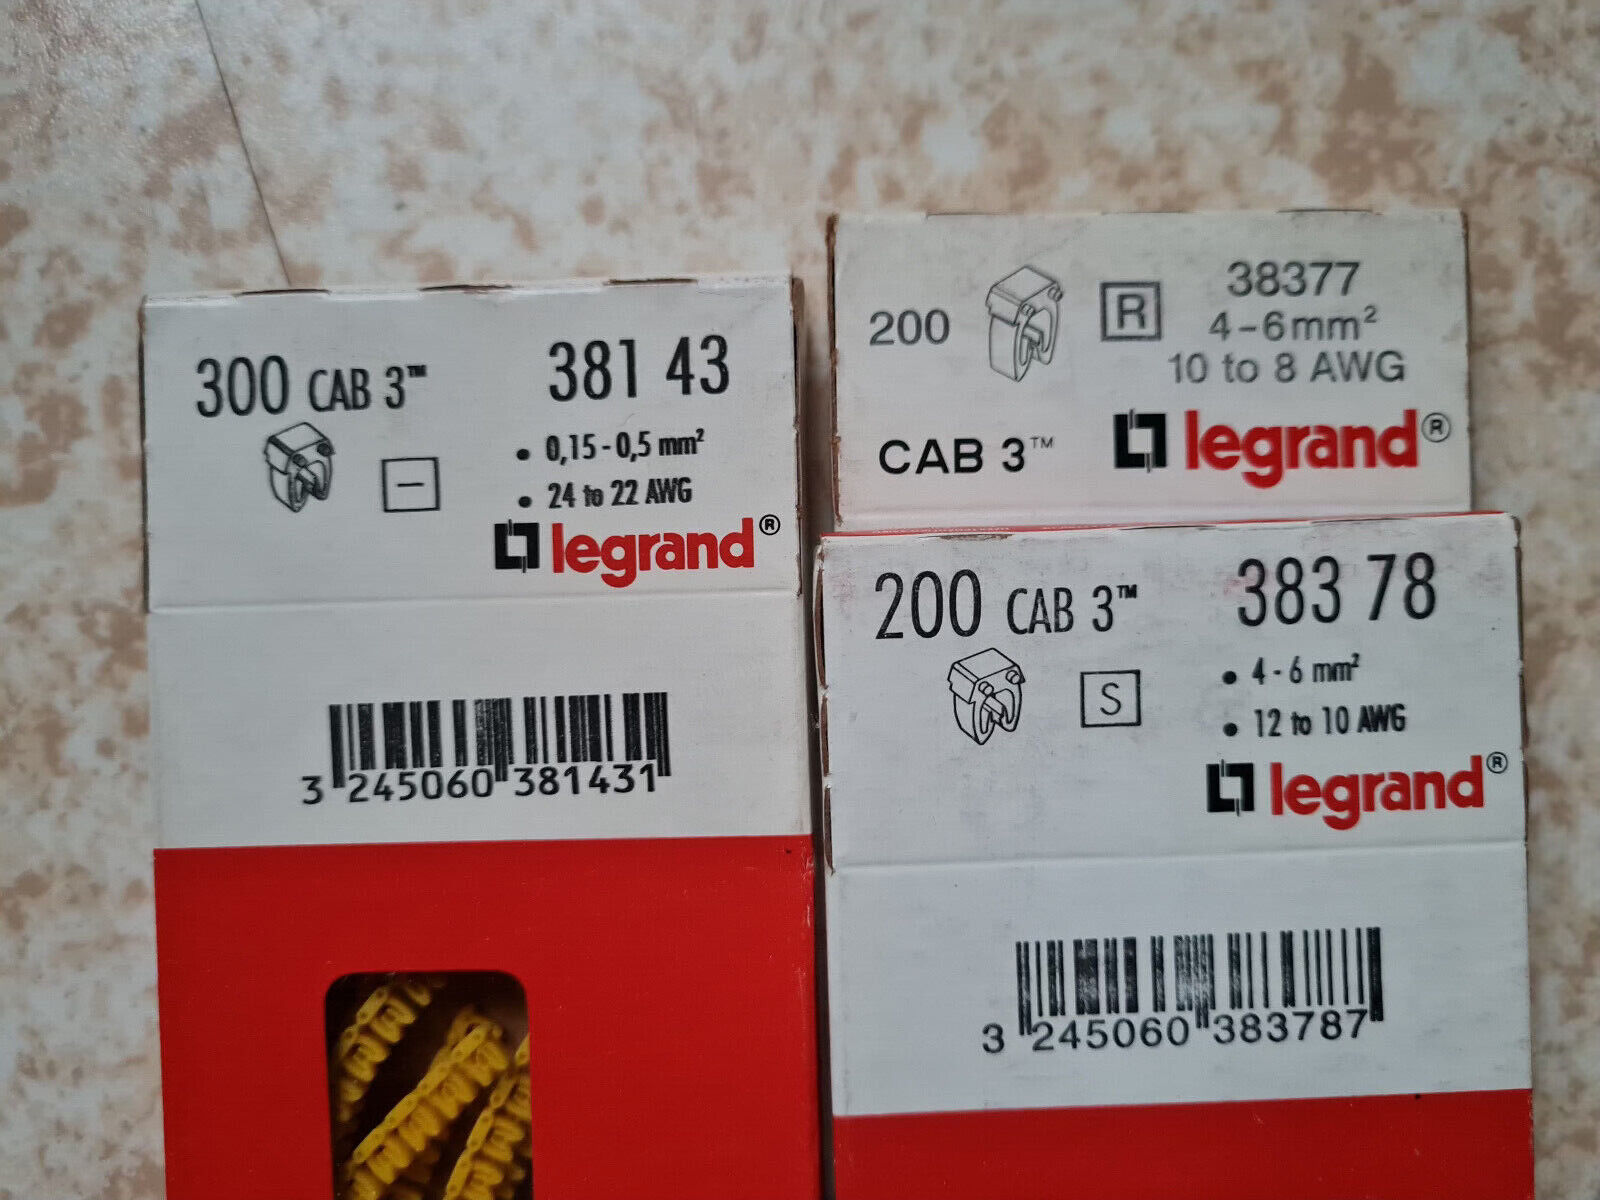 300 CAB 3™ 381 43
• 0,15 - 0,5 mm²
–
• 24 to 22 AWG
legrand®
3 245060 381431
200 R 38377
4 - 6 mm²
10 to 8 AWG
CAB 3™ legrand®
200 CAB 3™ 383 78
• 4 - 6 mm²
S
• 12 to 10 AWG
legrand®
3 245060 383787